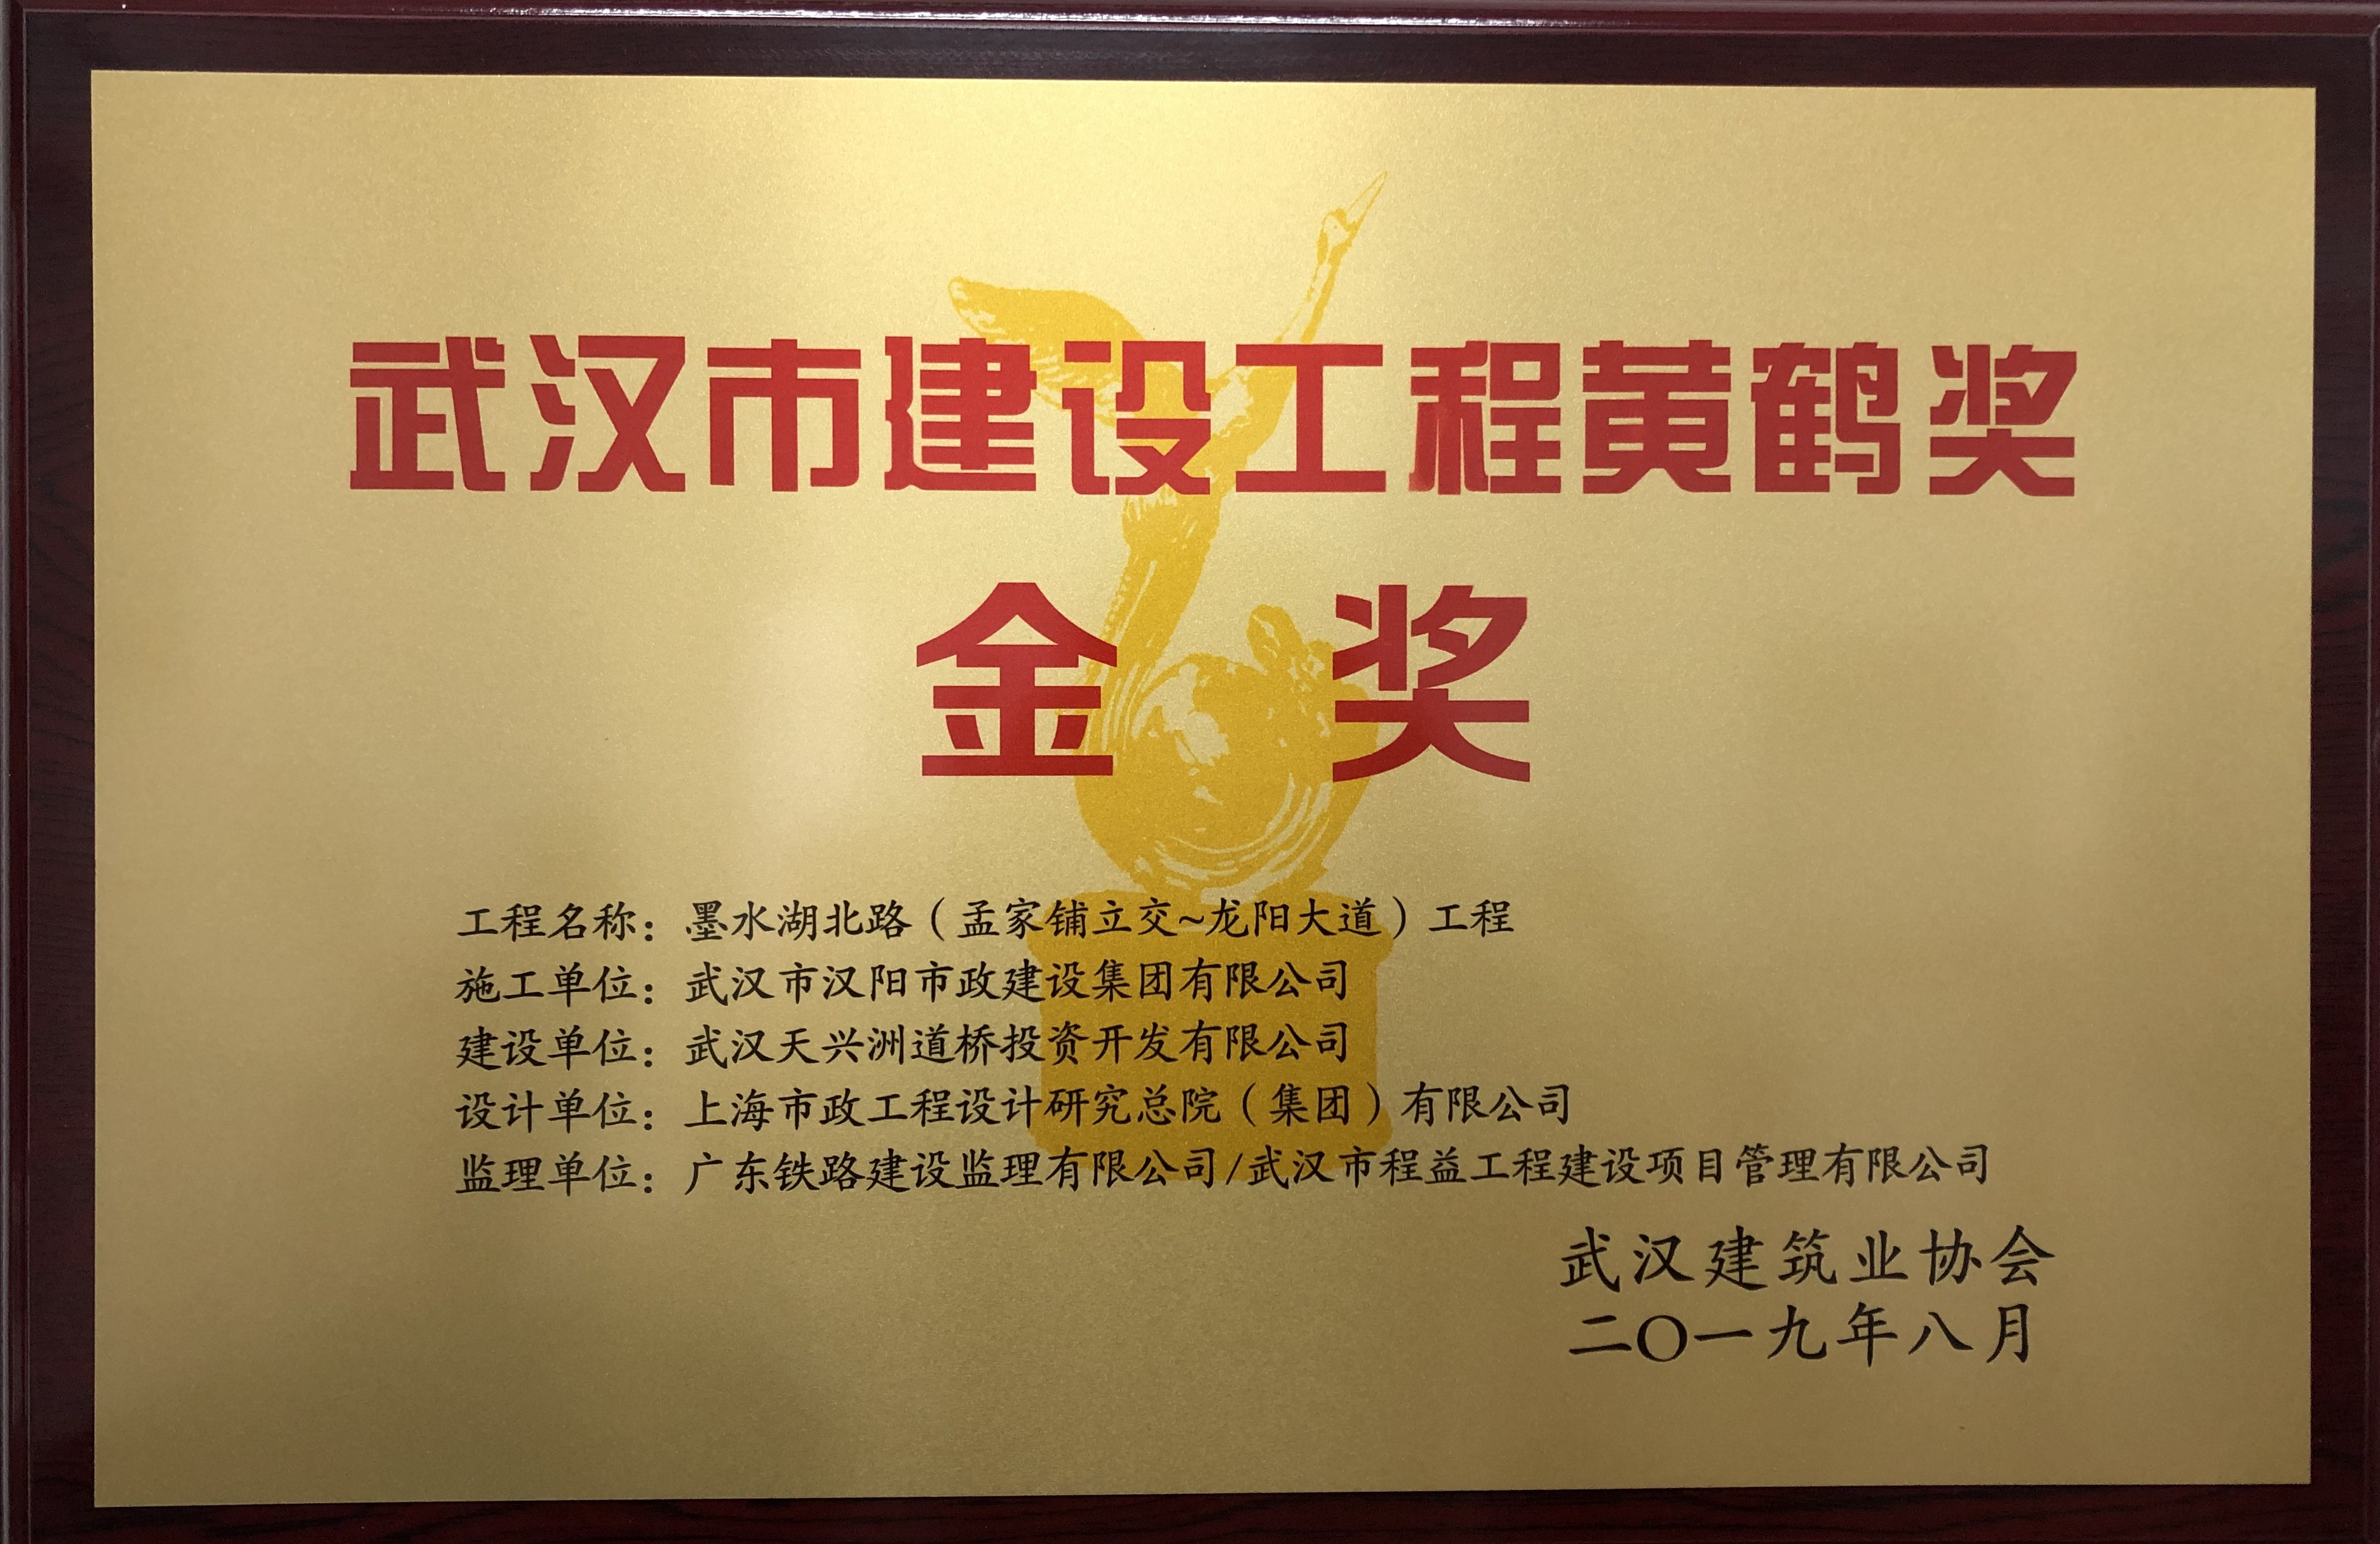 武汉市建设工程黄鹤奖
金奖
工程名称：墨水湖北路（孟家铺立交~龙阳大道）工程
施工单位：武汉市汉阳市政建设集团有限公司
建设单位：武汉天兴洲道桥投资开发有限公司
设计单位：上海市政工程设计研究总院（集团）有限公司
监理单位：广东铁路建设监理有限公司/武汉市程益工程建设项目管理有限公司
武汉建筑业协会
二〇一九年八月